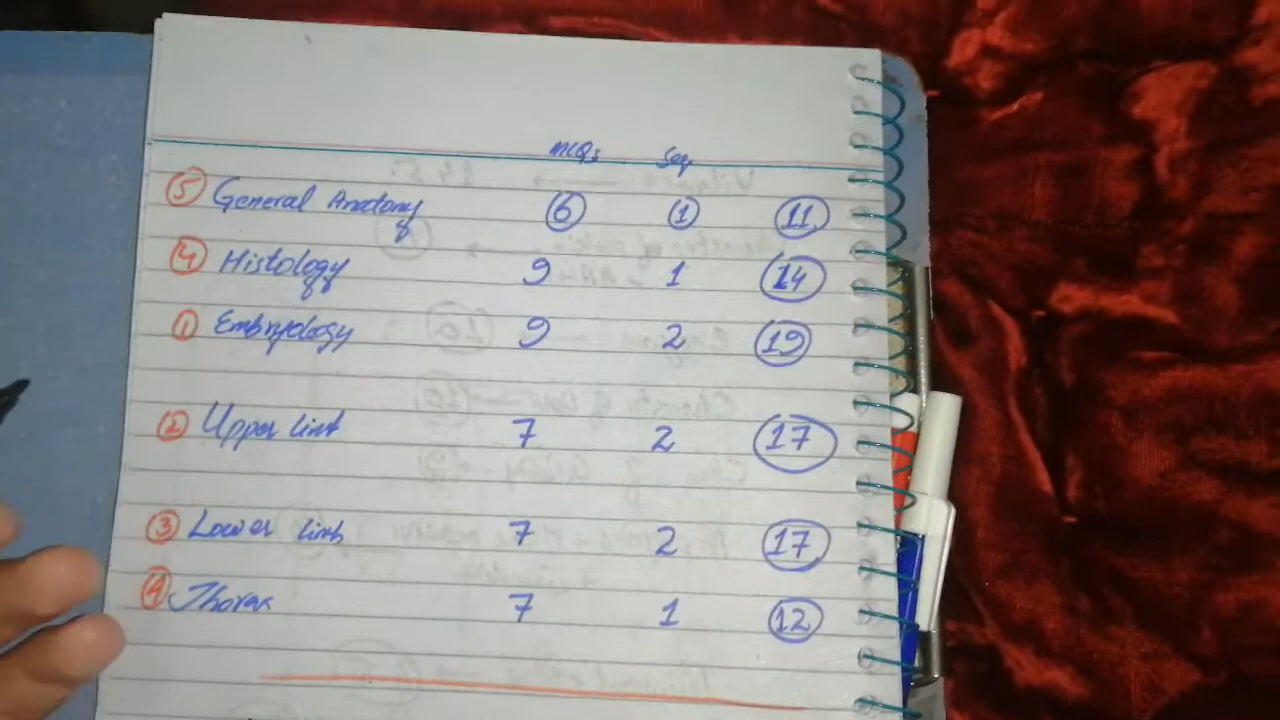 MCQs Seq
5 General Anatomy 6 1 11
4 Histology 9 1 14
1 Embryology 9 2 19
2 Upper limb 7 2 17
3 Lower limb 7 2 17
4 Thorax 7 1 12